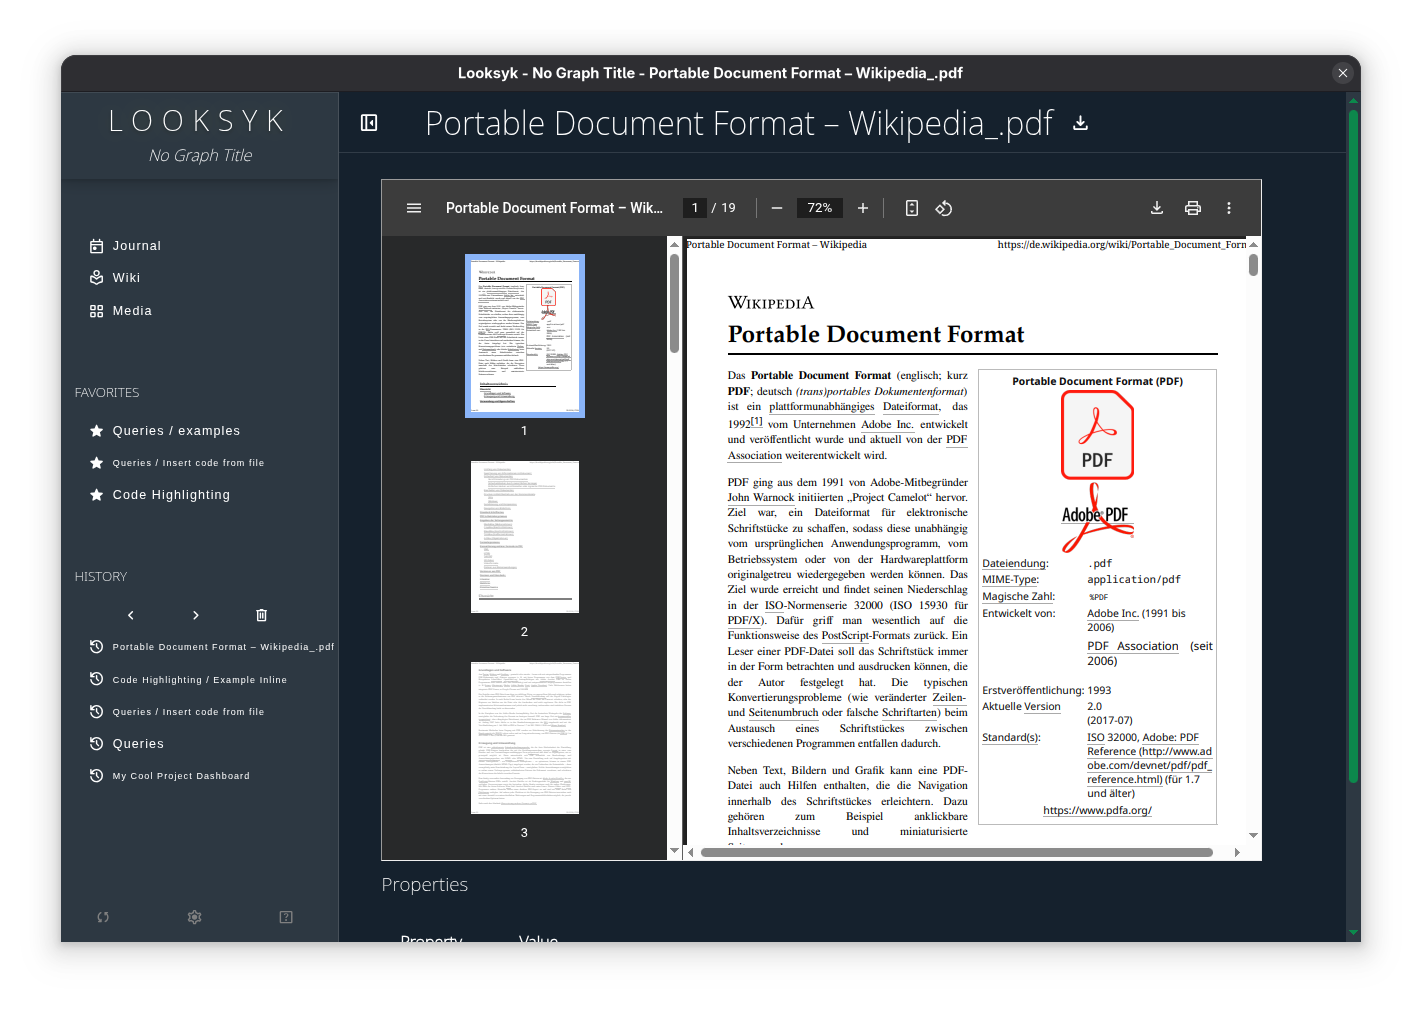 Looksyk - No Graph Title - Portable Document Format – Wikipedia_.pdf
LOOKSYK
No Graph Title
Journal
Wiki
Media
FAVORITES
Queries / examples
Queries / Insert code from file
Code Highlighting
HISTORY
Portable Document Format – Wikipedia_.pdf
Code Highlighting / Example Inline
Queries / Insert code from file
Queries
My Cool Project Dashboard
Portable Document Format – Wikipedia_.pdf
Portable Document Format – Wik...
1 / 19
72%
1
2
3
Portable Document Format – Wikipedia
https://de.wikipedia.org/wiki/Portable_Document_Form
WIKIPEDIA
Portable Document Format
Das Portable Document Format (englisch; kurz
PDF; deutsch (trans)portables Dokumentenformat)
ist ein plattformunabhängiges Dateiformat, das
1992[1] vom Unternehmen Adobe Inc. entwickelt
und veröffentlicht wurde und aktuell von der PDF
Association weiterentwickelt wird.
PDF ging aus dem 1991 von Adobe-Mitbegründer
John Warnock initiierten „Project Camelot“ hervor.
Ziel war, ein Dateiformat für elektronische
Schriftstücke zu schaffen, sodass diese unabhängig
vom ursprünglichen Anwendungsprogramm, vom
Betriebssystem oder von der Hardwareplattform
originalgetreu wiedergegeben werden können. Das
Ziel wurde erreicht und findet seinen Niederschlag
in der ISO-Normenserie 32000 (ISO 15930 für
PDF/X). Dafür griff man wesentlich auf die
Funktionsweise des PostScript-Formats zurück. Ein
Leser einer PDF-Datei soll das Schriftstück immer
in der Form betrachten und ausdrucken können, die
der Autor festgelegt hat. Die typischen
Konvertierungsprobleme (wie veränderter Zeilen-
und Seitenumbruch oder falsche Schriftarten) beim
Austausch eines Schriftstückes zwischen
verschiedenen Programmen entfallen dadurch.
Neben Text, Bildern und Grafik kann eine PDF-
Datei auch Hilfen enthalten, die die Navigation
innerhalb des Schriftstückes erleichtern. Dazu
gehören zum Beispiel anklickbare
Inhaltsverzeichnisse und miniaturisierte
Portable Document Format (PDF)
PDF
Adobe PDF
Dateiendung: .pdf
MIME-Type: application/pdf
Magische Zahl: %PDF
Entwickelt von: Adobe Inc. (1991 bis
2006)
PDF Association (seit
2006)
Erstveröffentlichung: 1993
Aktuelle Version 2.0
(2017-07)
Standard(s): ISO 32000, Adobe: PDF
Reference (http://www.ad
obe.com/devnet/pdf/pdf_
reference.html) (für 1.7
und älter)
https://www.pdfa.org/
Properties
Property Value